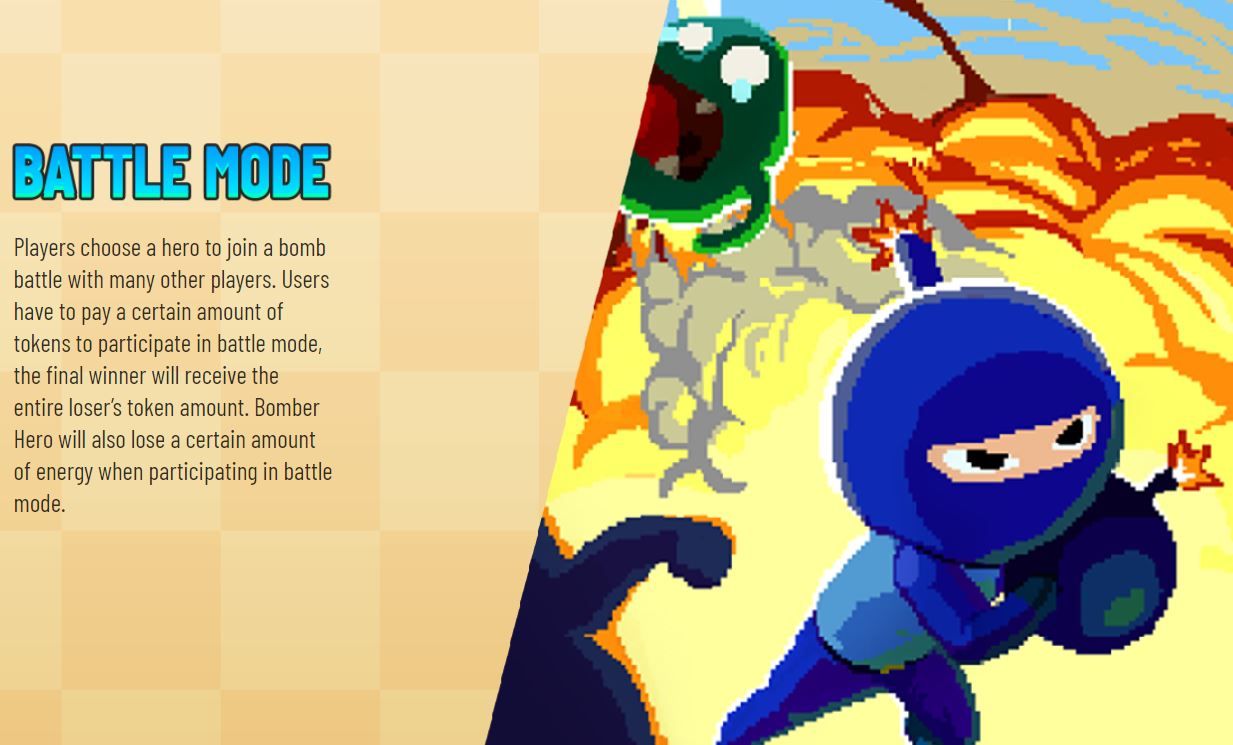 BATTLE MODE
Players choose a hero to join a bomb
battle with many other players. Users
have to pay a certain amount of
tokens to participate in battle mode,
the final winner will receive the
entire loser's token amount. Bomber
Hero will also lose a certain amount
of energy when participating in battle
mode.